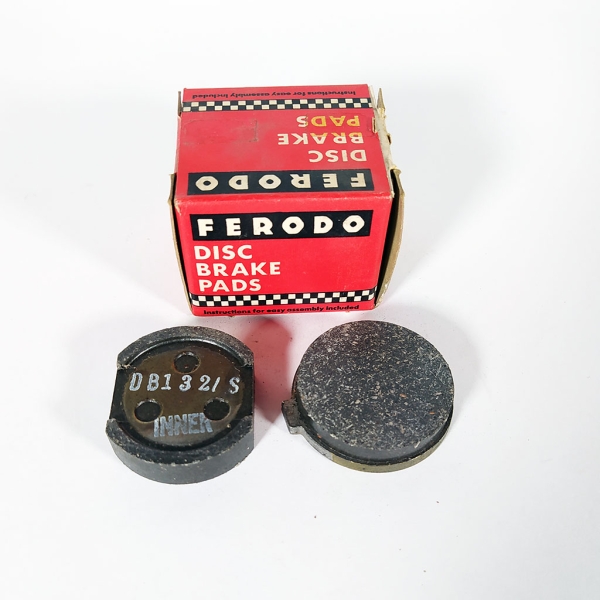 Instructions for easy assembly included
DISC
BRAKE
PADS
FERODO
FERODO
DISC
BRAKE
PADS
Instructions for easy assembly included
DB132/S
INNER